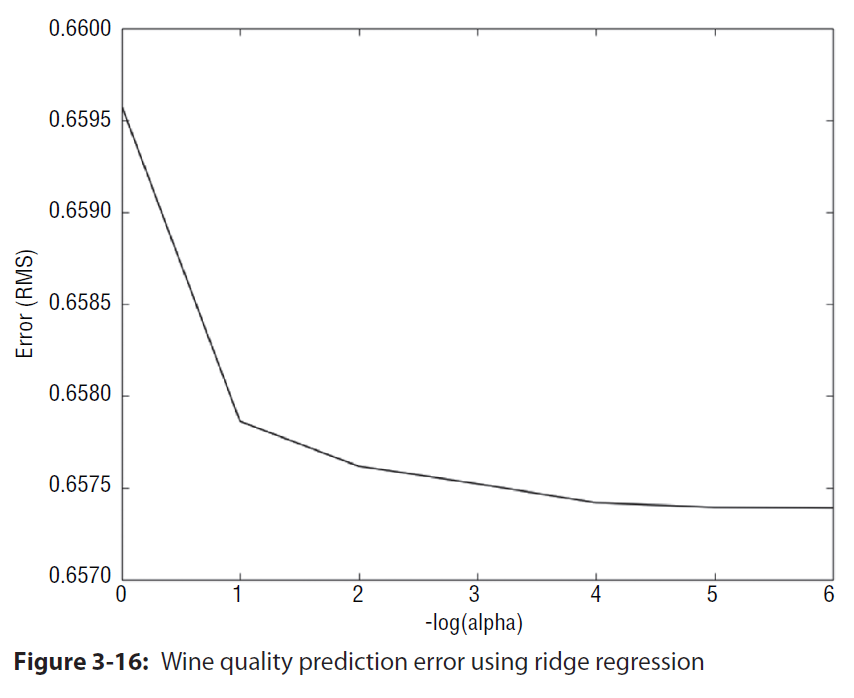 0.6600
0.6595
0.6590
0.6585
0.6580
0.6575
0.6570
Error (RMS)
0 1 2 3 4 5 6
-log(alpha)
Figure 3-16: Wine quality prediction error using ridge regression